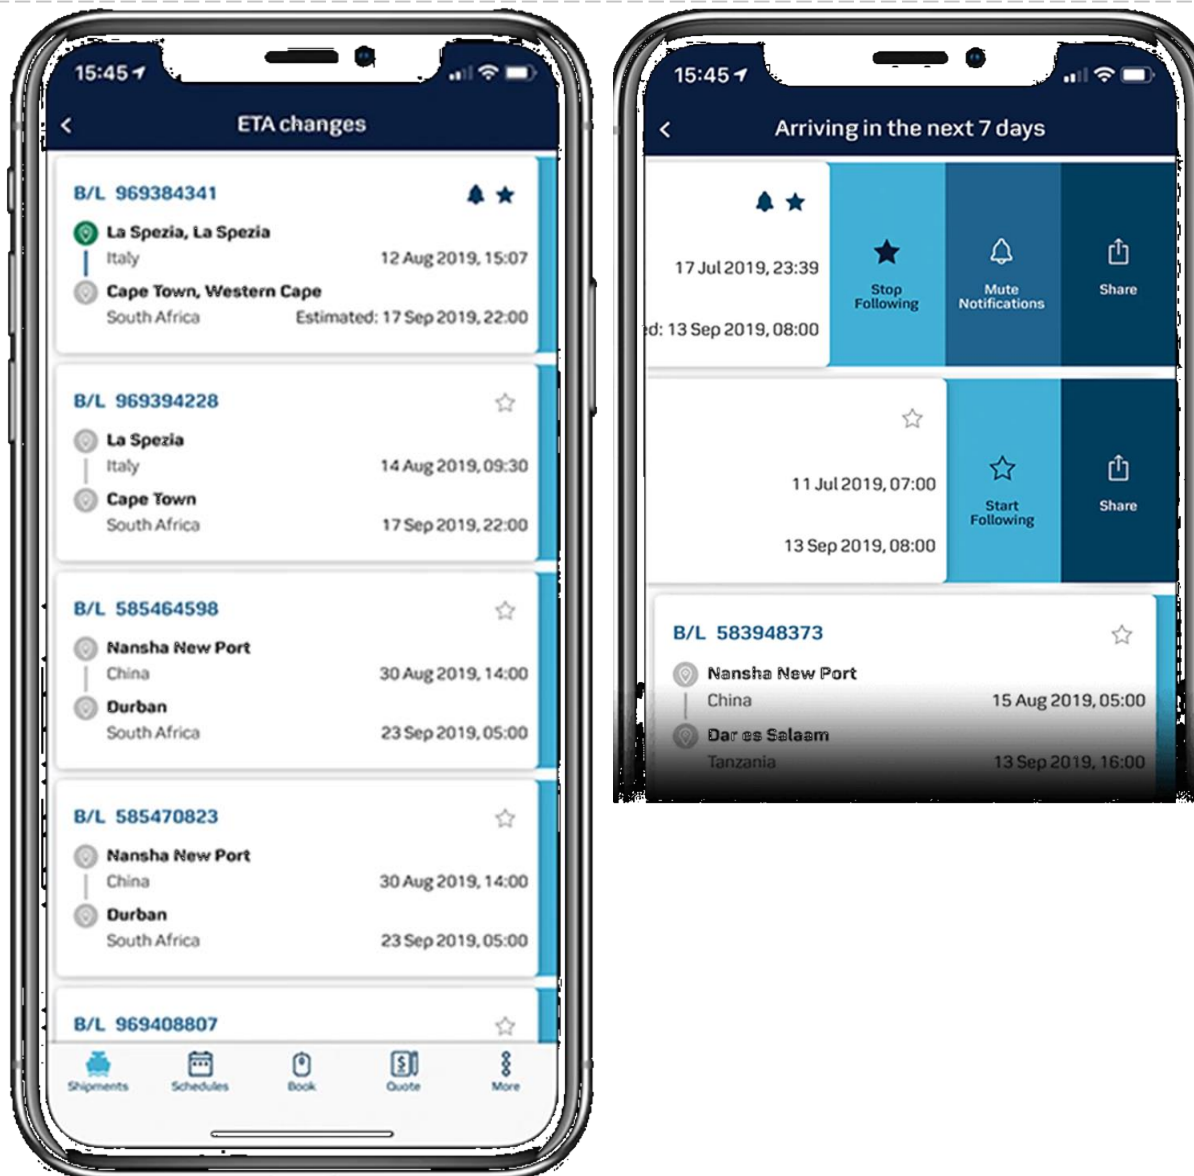 15:45
ETA changes
B/L 969384341
La Spezia, La Spezia
Italy 12 Aug 2019, 15:07
Cape Town, Western Cape
South Africa Estimated: 17 Sep 2019, 22:00
B/L 969394228
La Spezia
Italy 14 Aug 2019, 09:30
Cape Town
South Africa 17 Sep 2019, 22:00
B/L 585464598
Nansha New Port
China 30 Aug 2019, 14:00
Durban
South Africa 23 Sep 2019, 05:00
B/L 585470823
Nansha New Port
China 30 Aug 2019, 14:00
Durban
South Africa 23 Sep 2019, 05:00
B/L 969408807
Shipments Schedules Book Quote More
15:45
Arriving in the next 7 days
17 Jul 2019, 23:39
ed: 13 Sep 2019, 08:00
Stop
Following
Mute
Notifications
Share
11 Jul 2019, 07:00
13 Sep 2019, 08:00
Start
Following
Share
B/L 583948373
Nansha New Port
China 15 Aug 2019, 05:00
Dar es Salaam
Tanzania 13 Sep 2019, 16:00